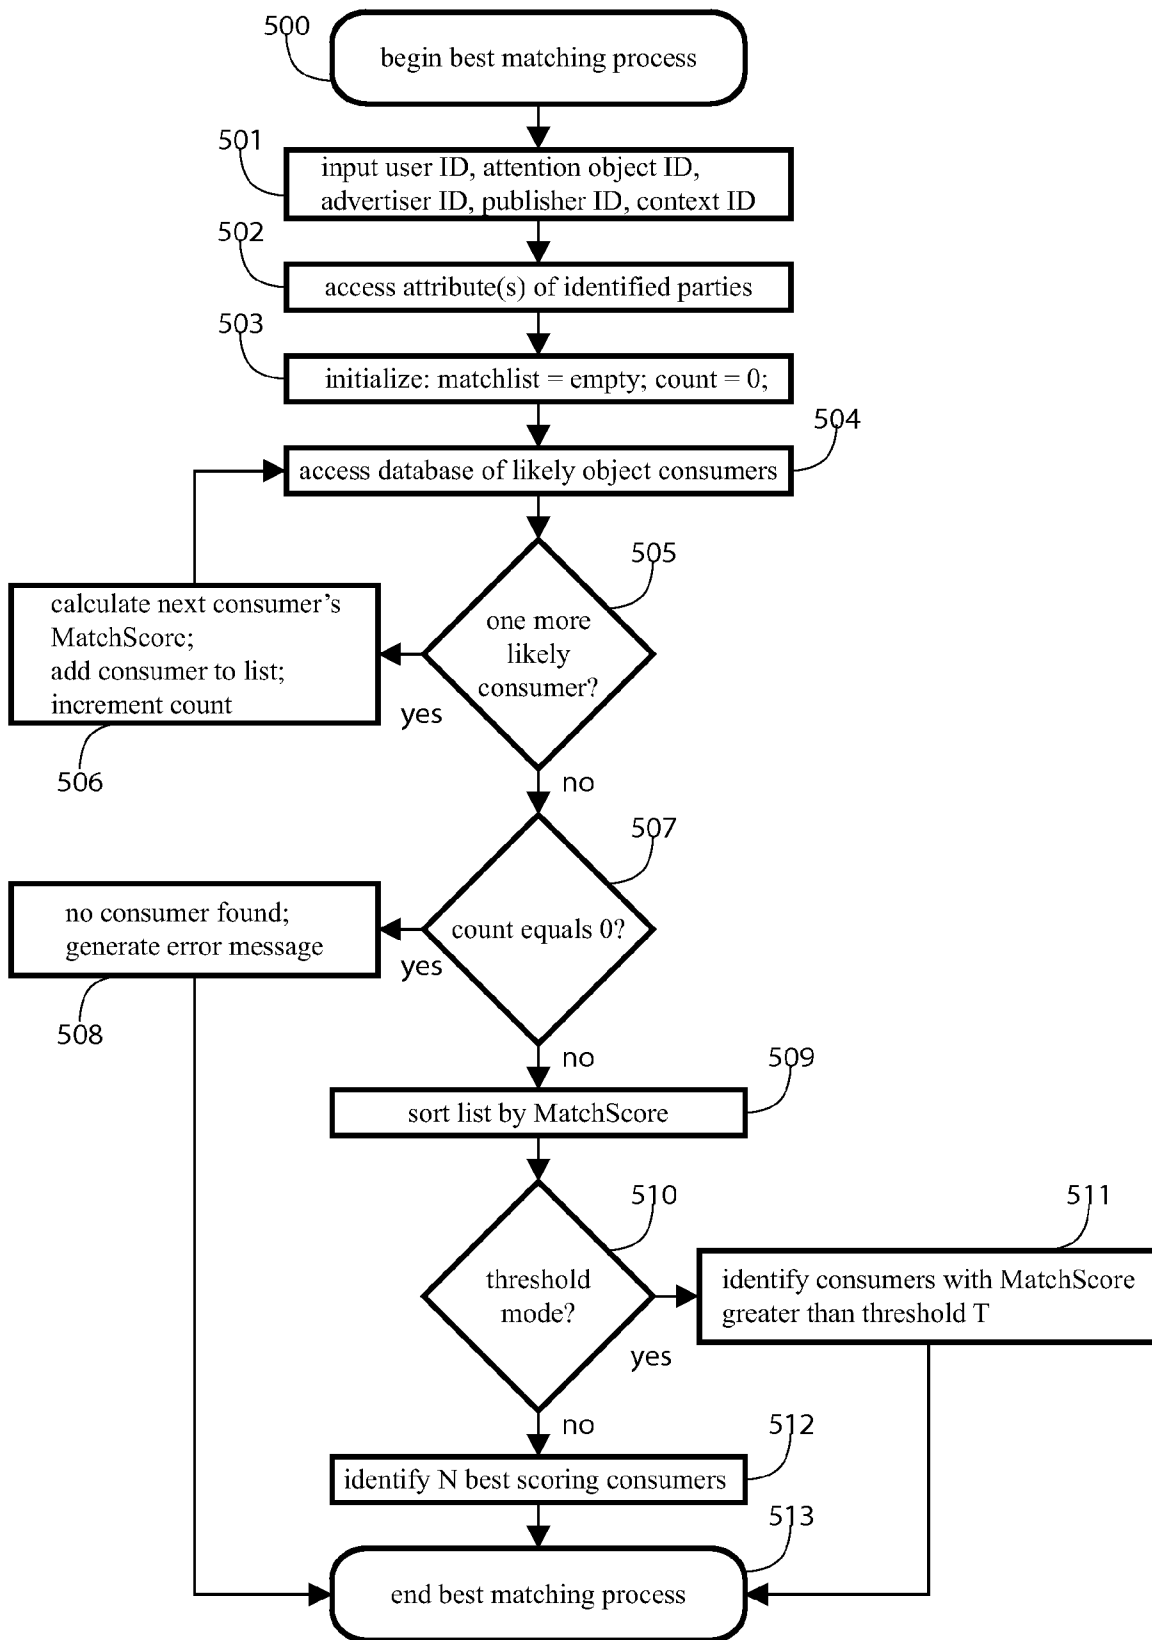 500
begin best matching process
501
input user ID, attention object ID,
advertiser ID, publisher ID, context ID
502
access attribute(s) of identified parties
503
initialize: matchlist = empty; count = 0;
504
access database of likely object consumers
505
one more
likely
consumer?
calculate next consumer’s
MatchScore;
add consumer to list;
increment count
yes
506
no
507
count equals 0?
no consumer found;
generate error message
yes
508
no
509
sort list by MatchScore
510
threshold
mode?
511
identify consumers with MatchScore
greater than threshold T
yes
no
512
identify N best scoring consumers
513
end best matching process